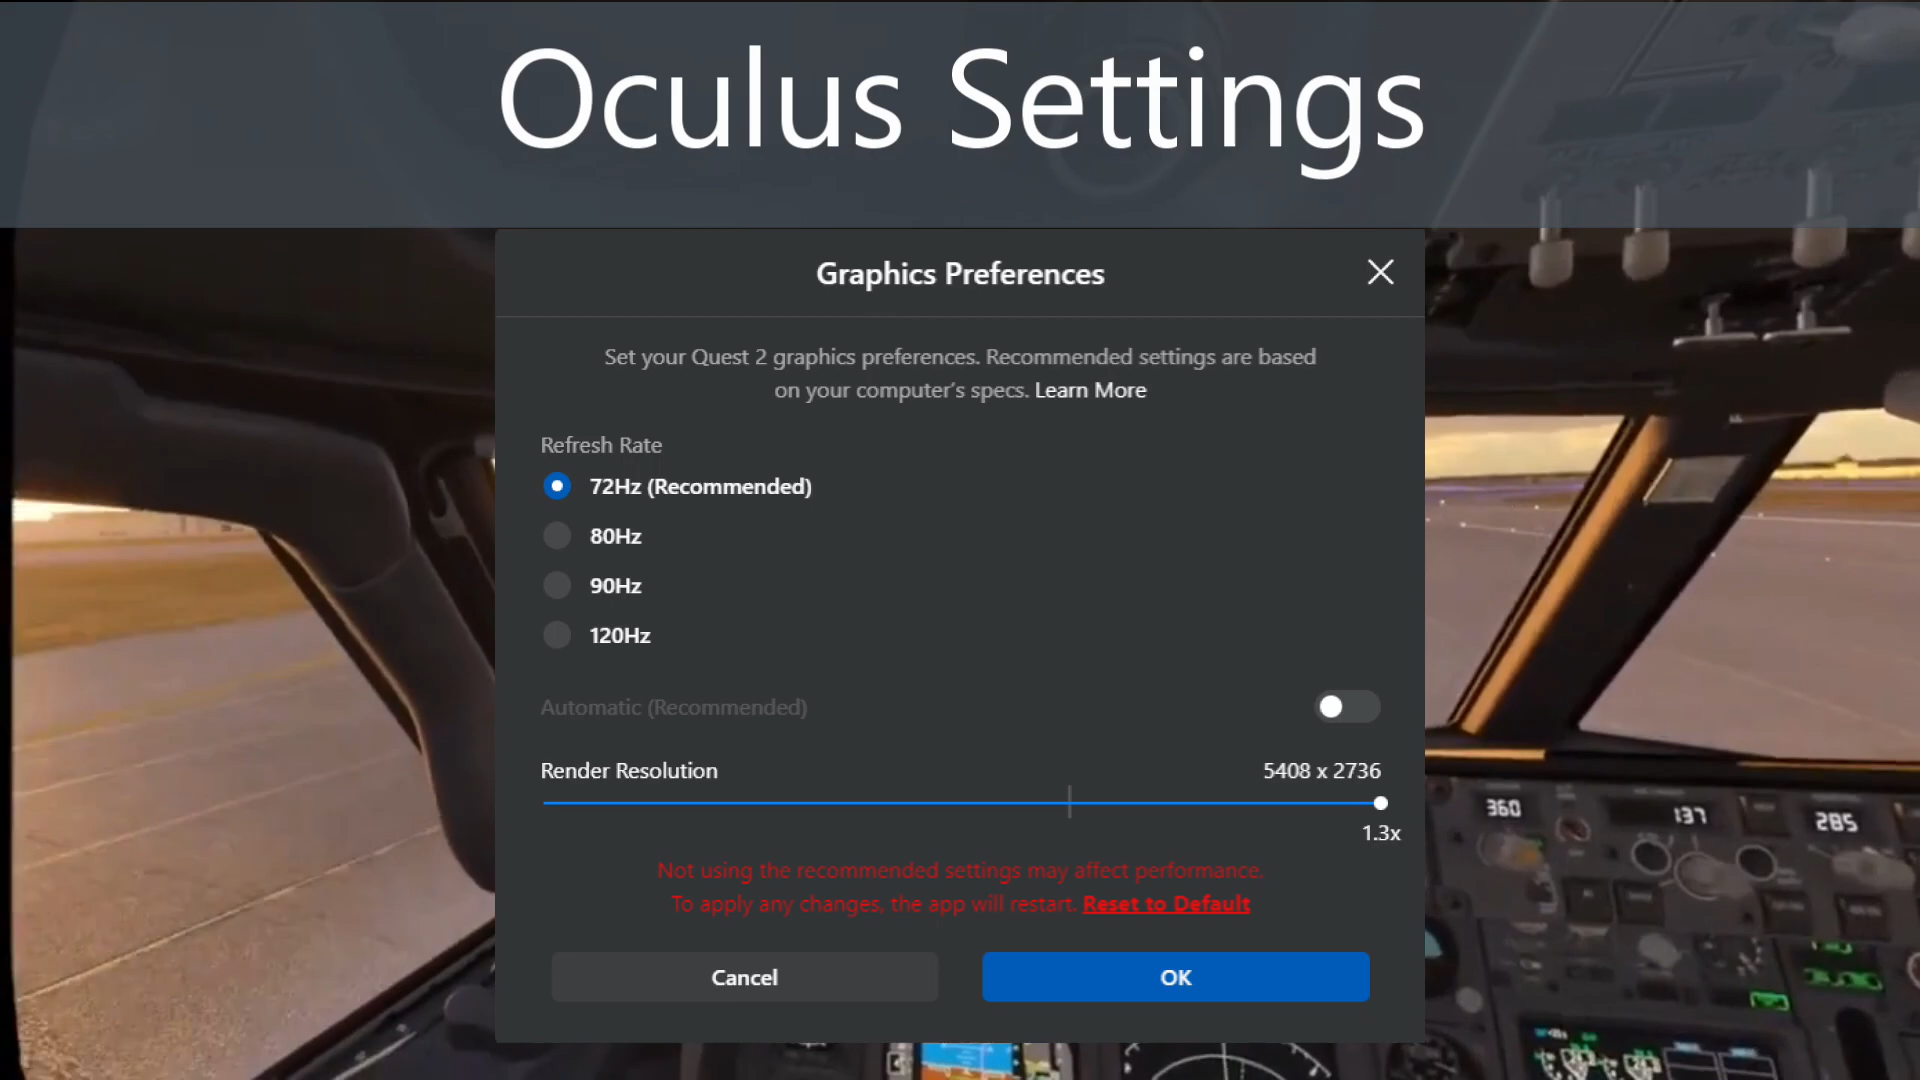 Oculus Settings
Graphics Preferences
Set your Quest 2 graphics preferences. Recommended settings are based
on your computer's specs. Learn More
Refresh Rate
72Hz (Recommended)
80Hz
90Hz
120Hz
Automatic (Recommended)
Render Resolution
5408 x 2736
1.3x
Not using the recommended settings may affect performance.
To apply any changes, the app will restart. Reset to Default
Cancel
OK
360
137
285